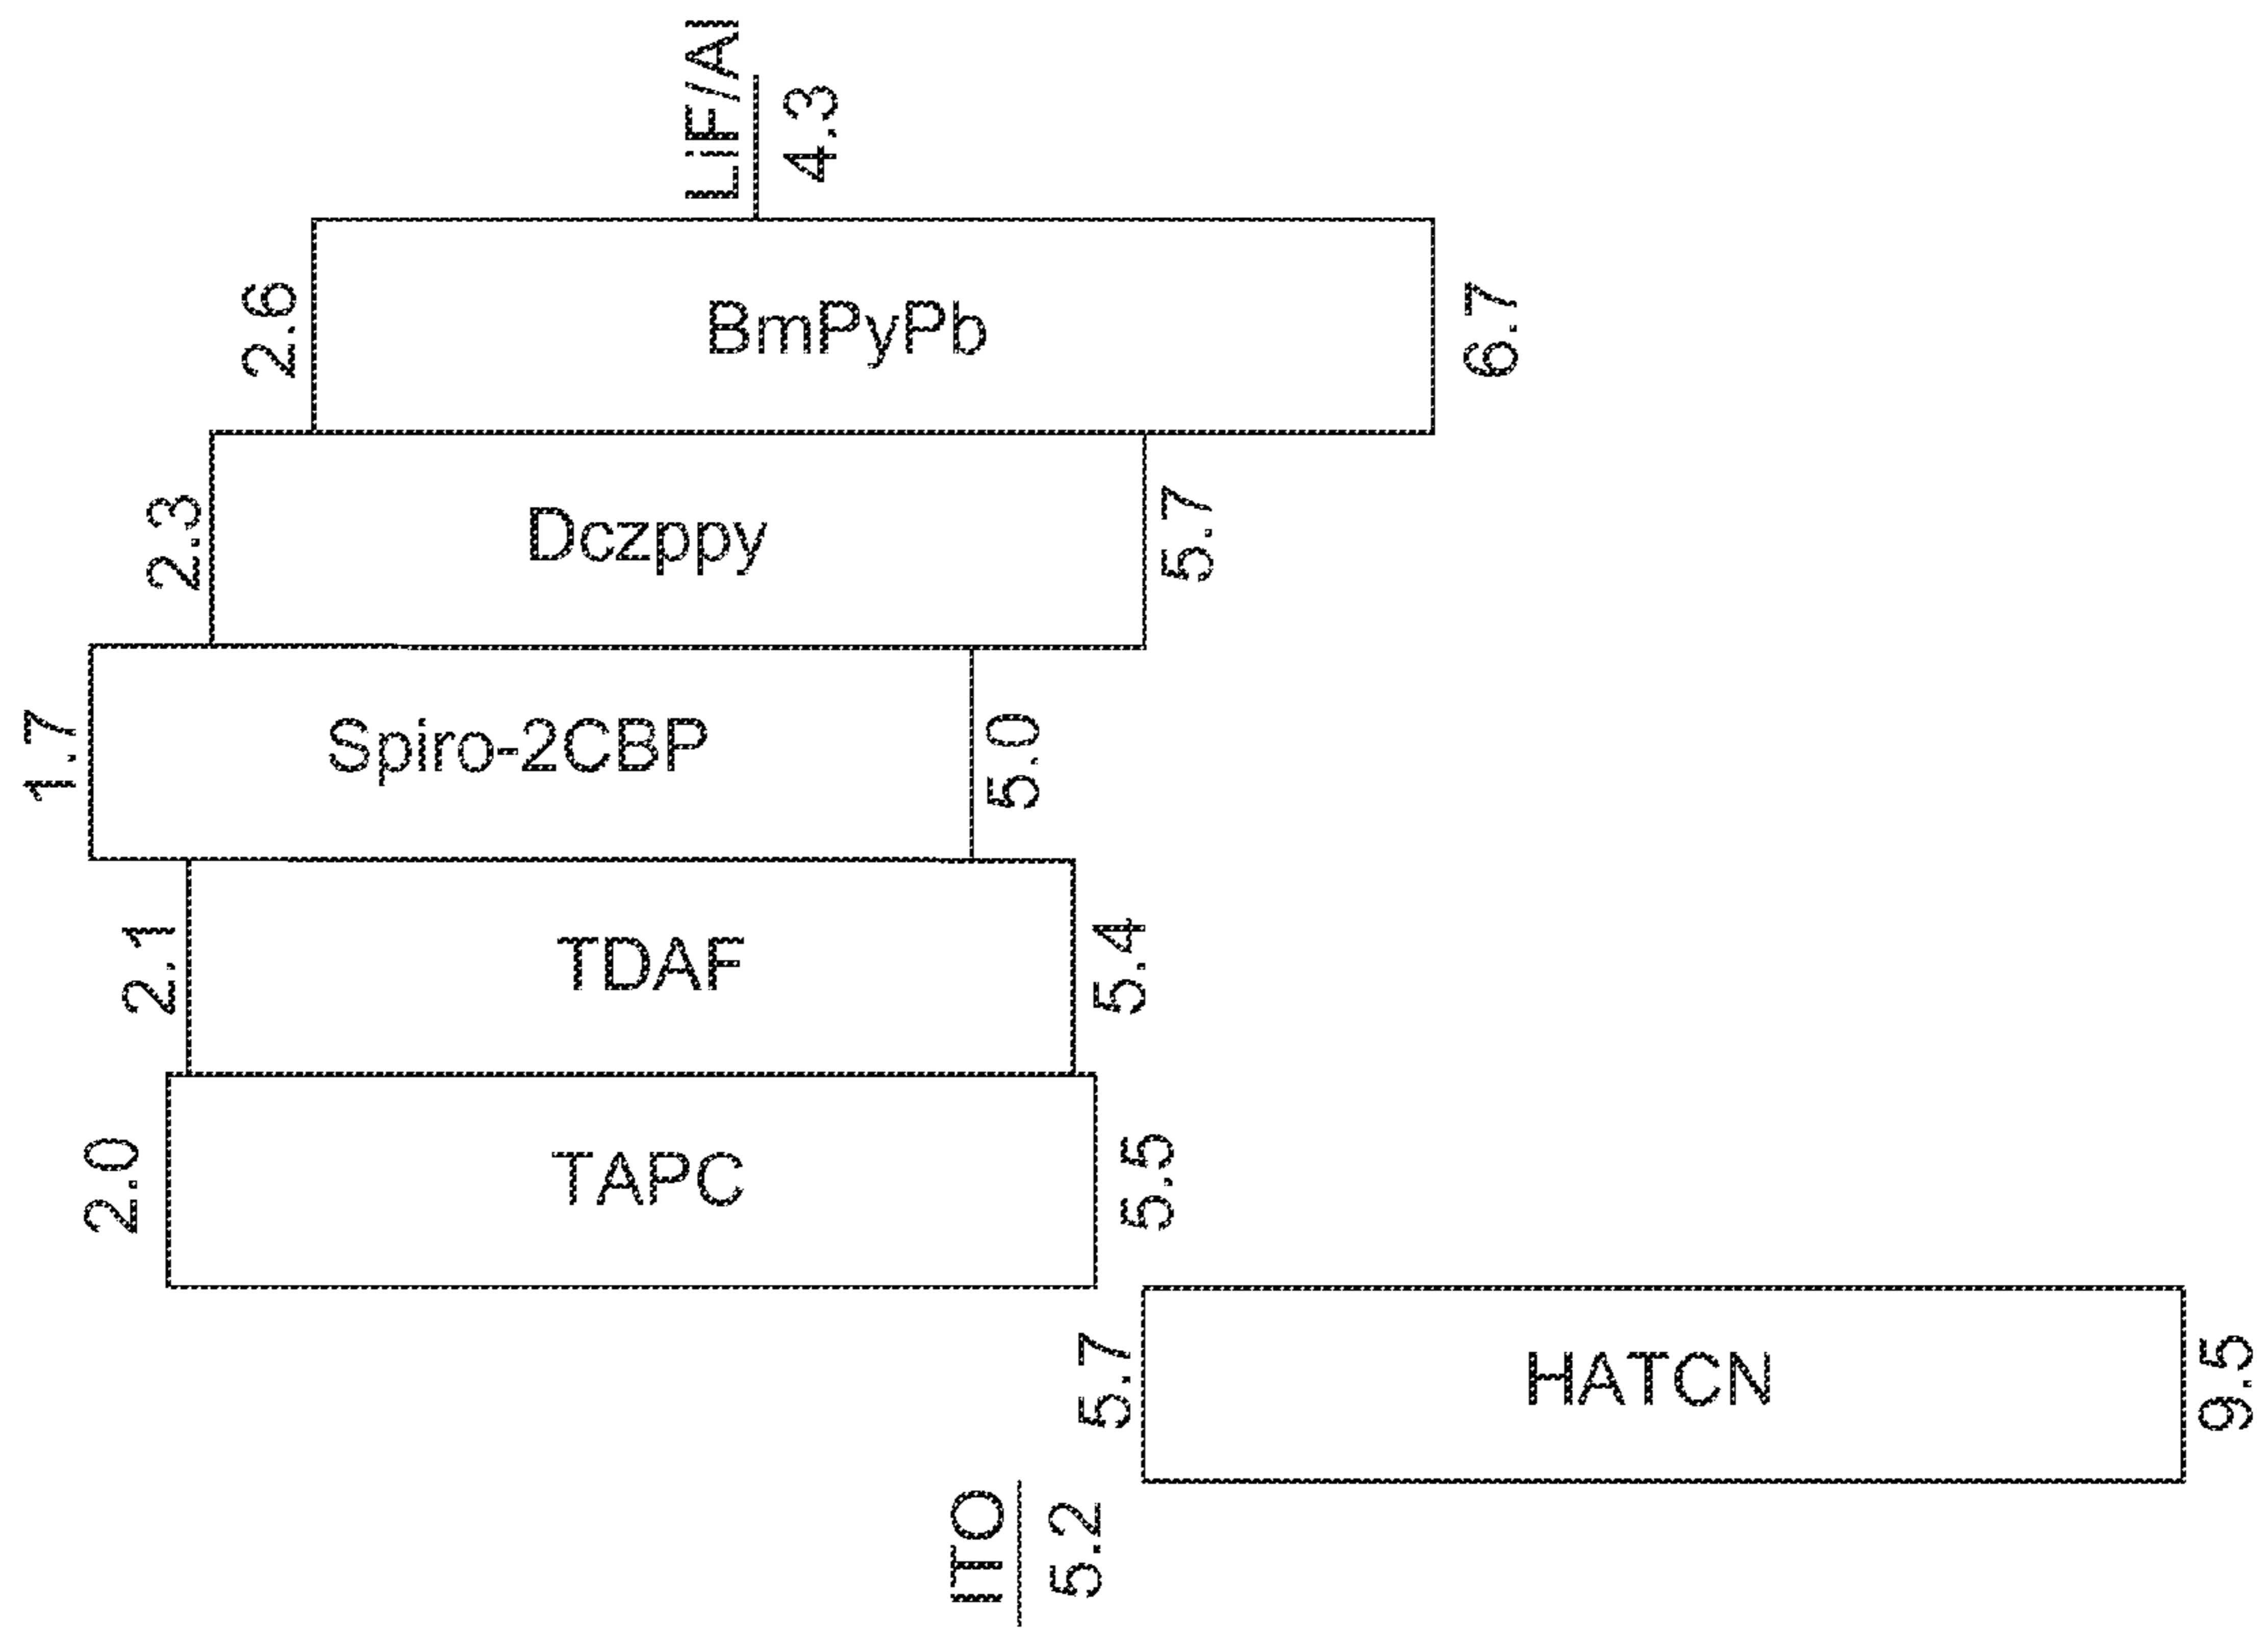 LiF/Al
4.3
2.6
BmPyPb
6.7
2.3
Dczppy
5.7
1.7
Spiro-2CBP
5.0
2.1
TDAF
5.4
2.0
TAPC
5.5
5.7
HATCN
9.5
ITO
5.2